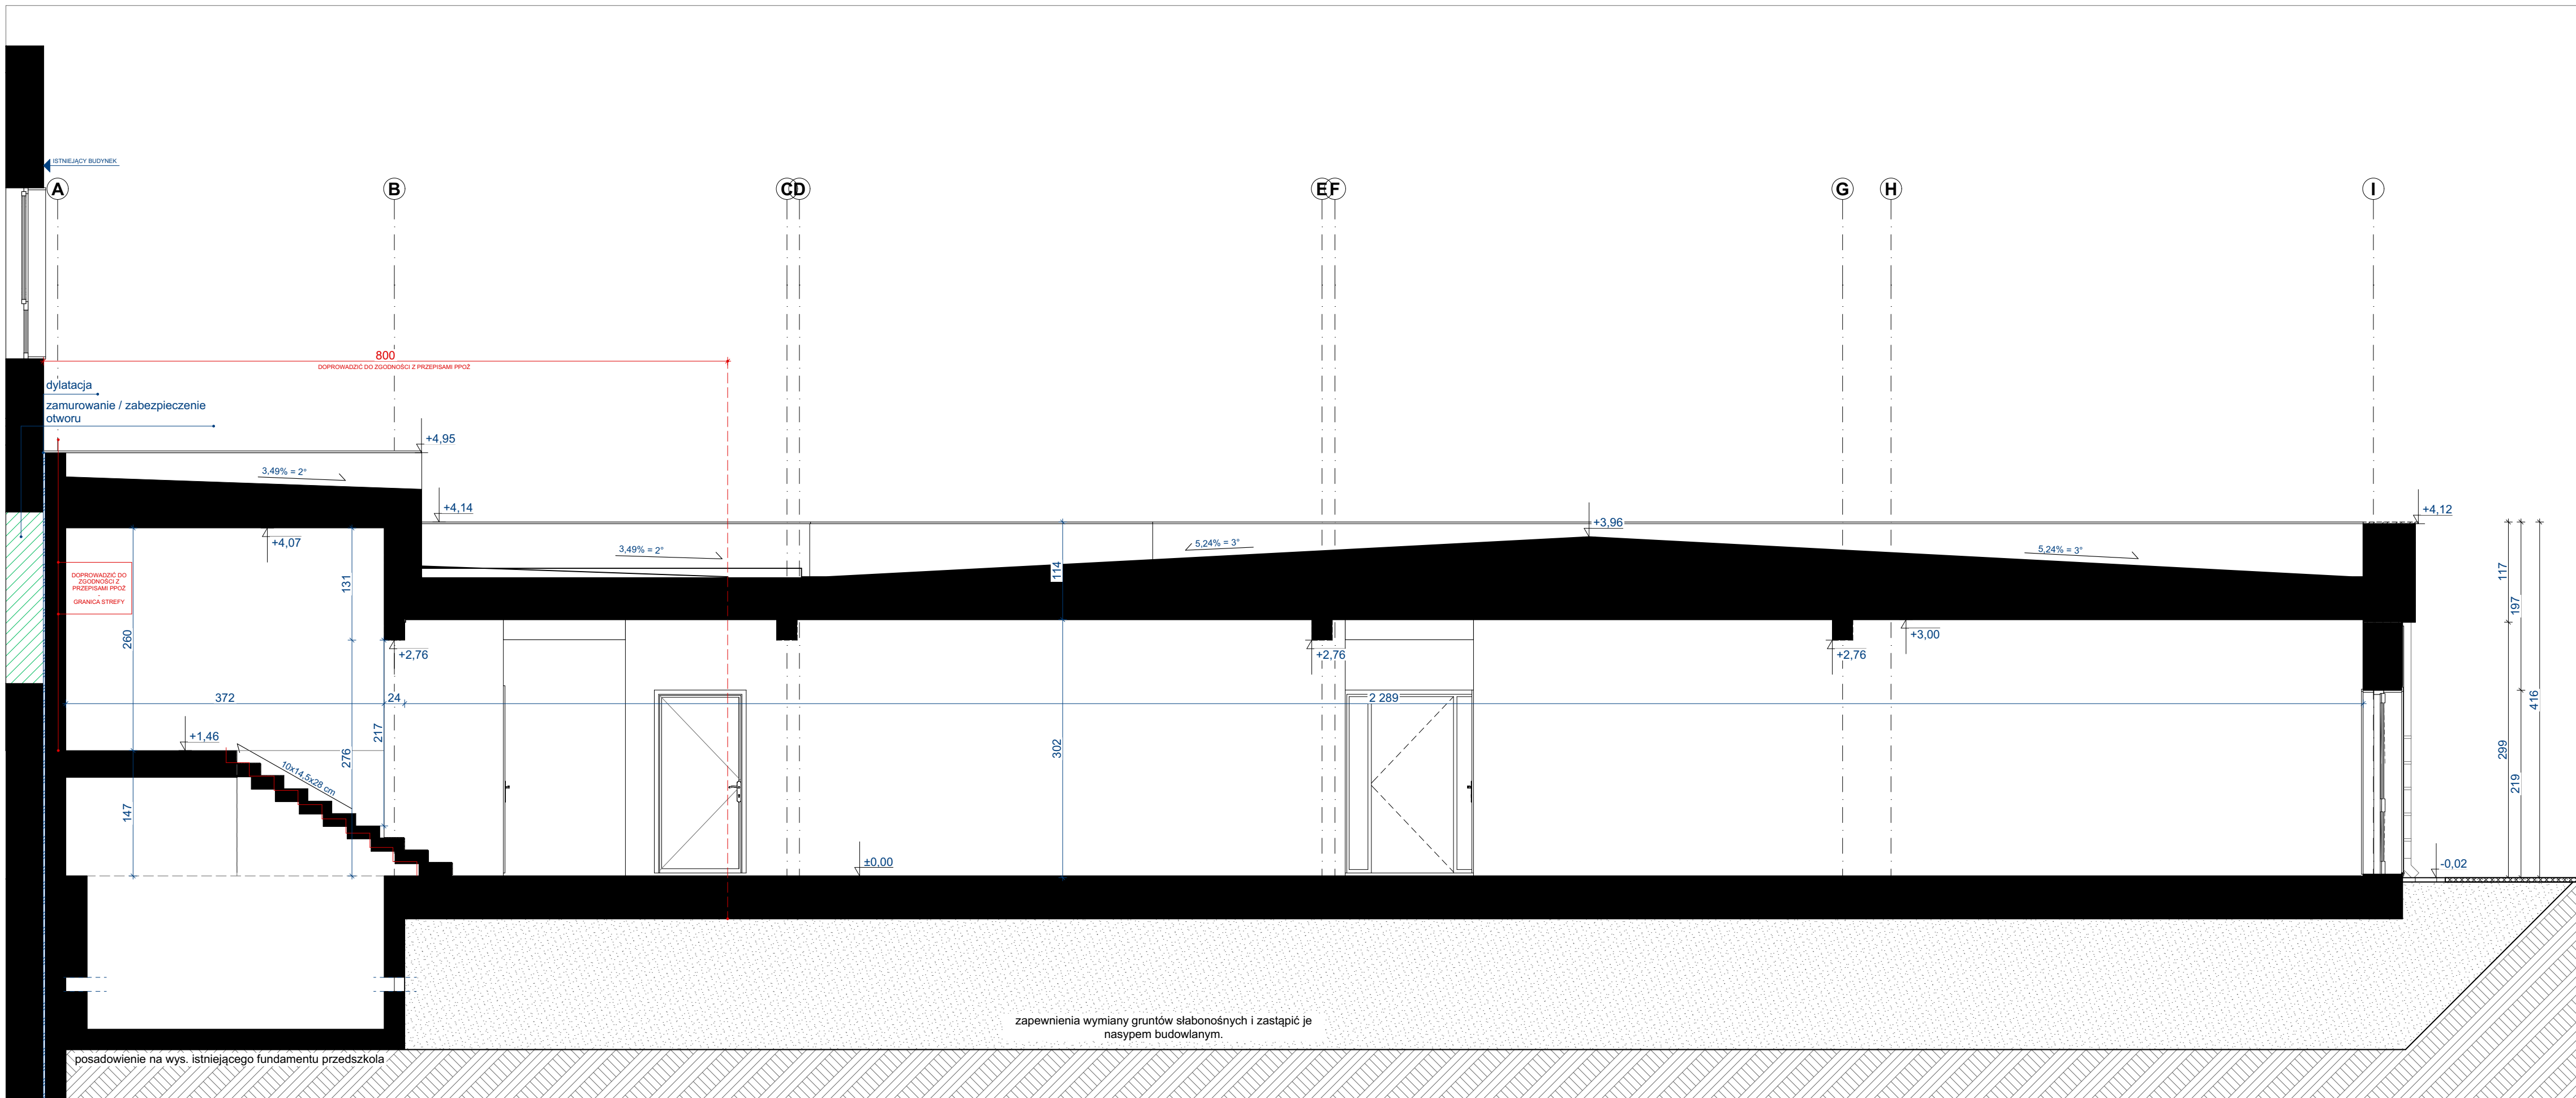 ISTNIEJĄCY BUDYNEK
A
B
C
D
E
F
G
H
I
800
DOPROWADZIĆ DO ZGODNOŚCI Z PRZEPISAMI PPOŻ
dylatacja
zamurowanie / zabezpieczenie
otworu
+4,95
3,49% = 2°
+4,14
+4,07
3,49% = 2°
5,24% = 3°
+3,96
5,24% = 3°
+4,12
DOPROWADZIĆ DO
ZGODNOŚCI Z
PRZEPISAMI PPOŻ
-
GRANICA STREFY
131
114
117
197
260
+2,76
+2,76
+2,76
+3,00
372
24
2 289
416
217
276
+1,46
302
299
219
10x14,5x28 cm
147
±0,00
-0,02
zapewnienia wymiany gruntów słabonośnych i zastąpić je
nasypem budowlanym.
posadowienie na wys. istniejącego fundamentu przedszkola